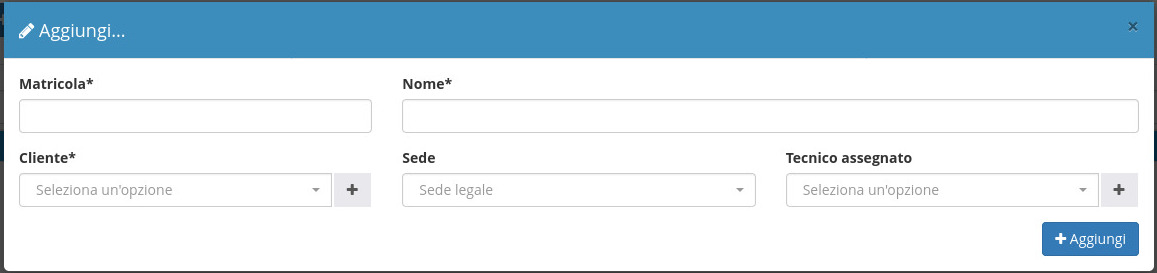 Aggiungi...
×
Matricola* Nome*
Cliente* Sede Tecnico assegnato
Seleziona un'opzione Sede legale Seleziona un'opzione
Aggiungi